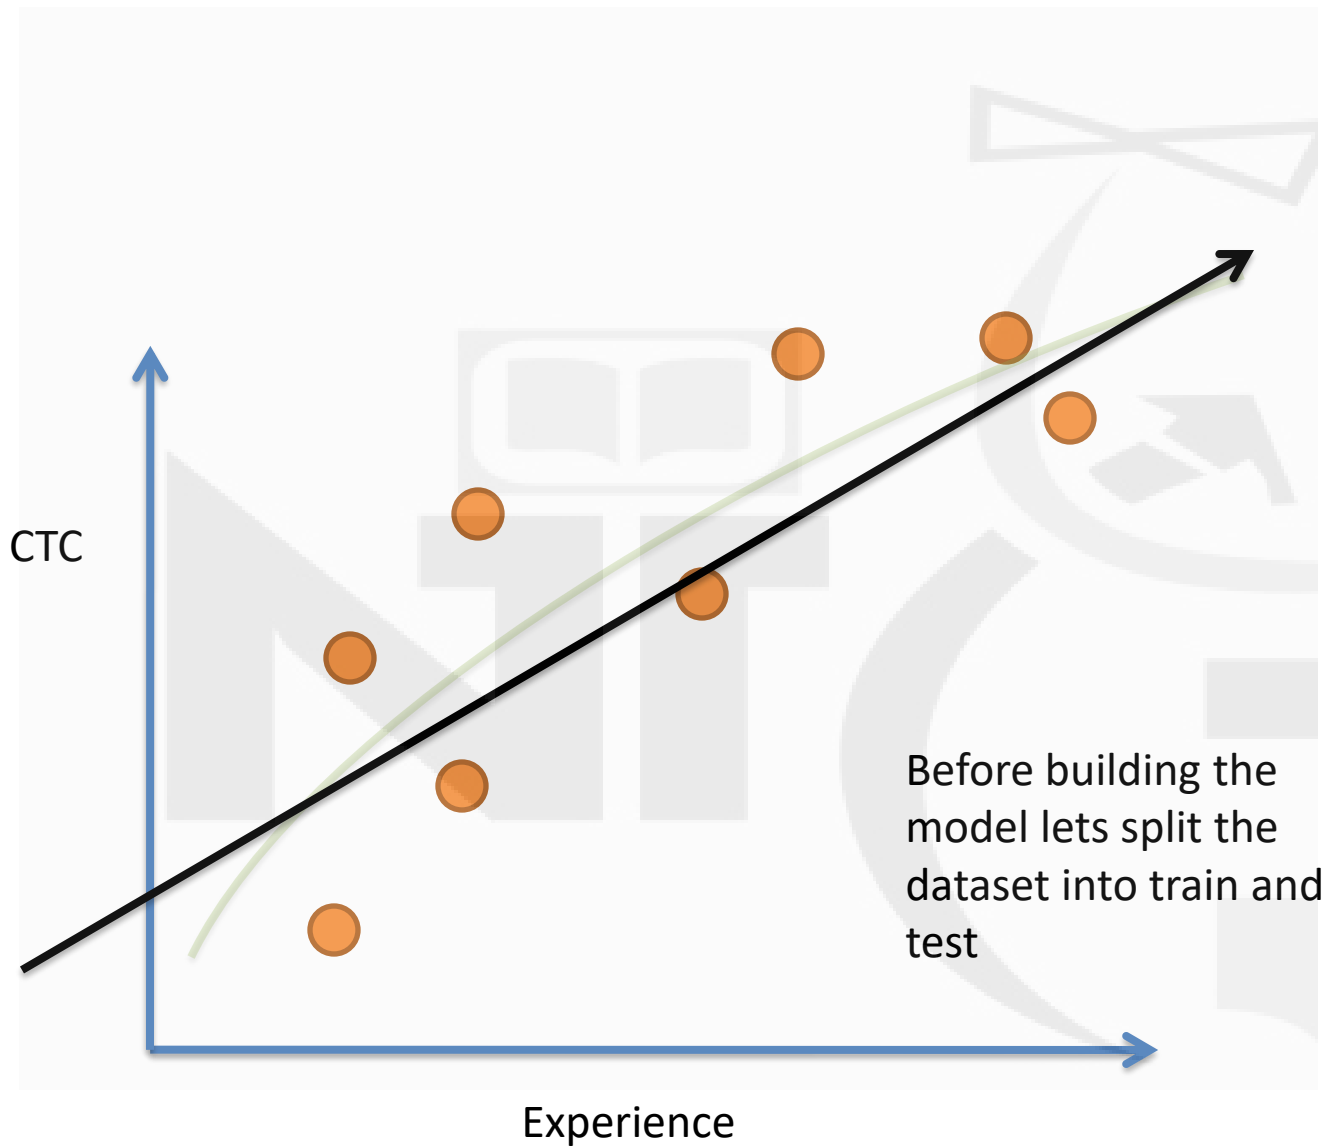 CTC
Before building the
model lets split the
dataset into train and
test
Experience